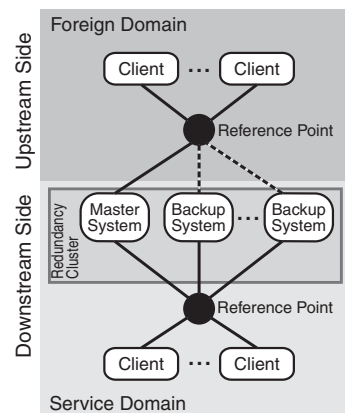 Foreign Domain
Upstream Side
Client ... Client
Reference Point
Downstream Side
Redundancy
Cluster
Master
System
Backup
System
...
Backup
System
Reference Point
Client ... Client
Service Domain